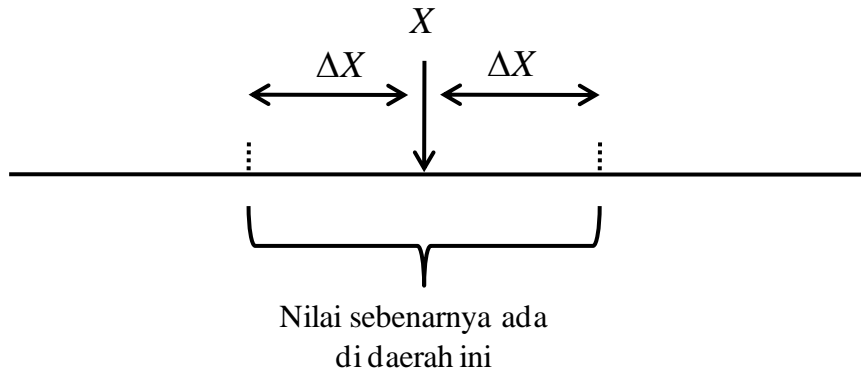 X
ΔX ΔX
Nilai sebenarnya ada
di daerah ini